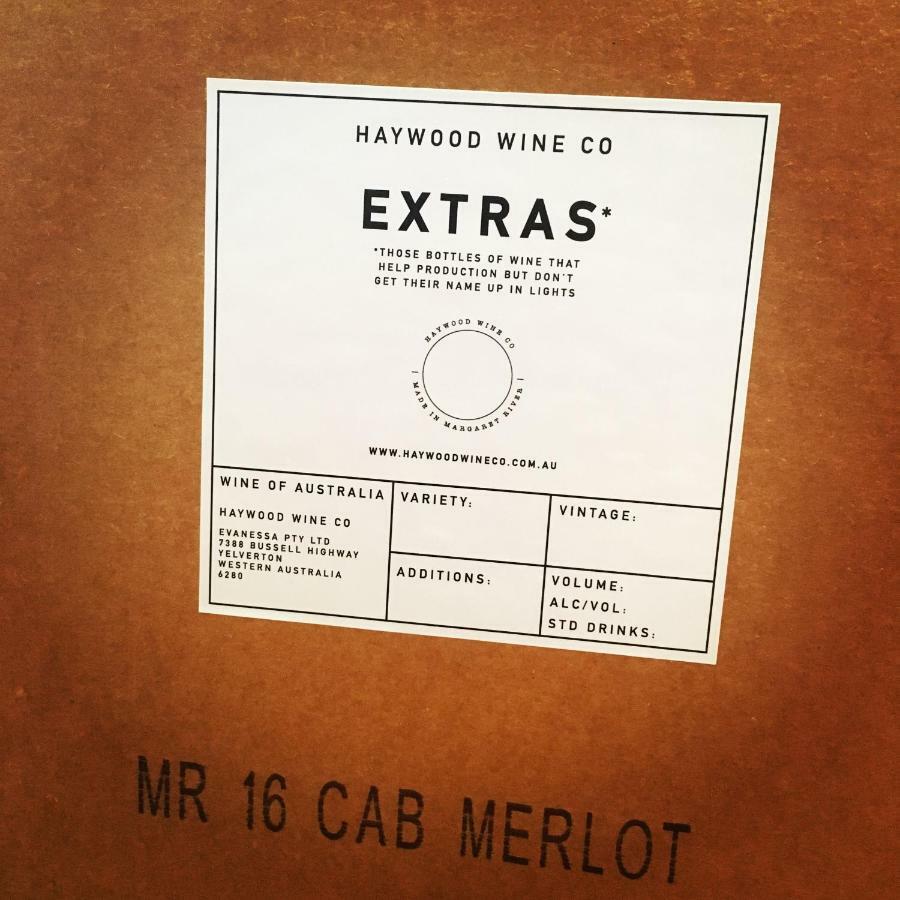 HAYWOOD WINE CO
EXTRAS*
*THOSE BOTTLES OF WINE THAT
HELP PRODUCTION BUT DON'T
GET THEIR NAME UP IN LIGHTS
HAYWOOD WINE CO
| MADE IN MARGARET RIVER |
WWW.HAYWOODWINECO.COM.AU
WINE OF AUSTRALIA
HAYWOOD WINE CO
EVANESSA PTY LTD
7388 BUSSELL HIGHWAY
YELVERTON
WESTERN AUSTRALIA
6280
VARIETY:
VINTAGE:
ADDITIONS:
VOLUME:
ALC/VOL:
STD DRINKS:
MR 16 CAB MERLOT